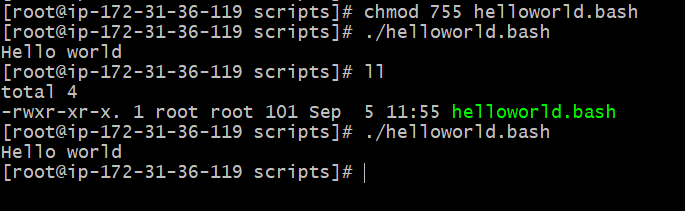 [root@ip-172-31-36-119 scripts]# chmod 755 helloworld.bash
[root@ip-172-31-36-119 scripts]# ./helloworld.bash
Hello world
[root@ip-172-31-36-119 scripts]# ll
total 4
-rwxr-xr-x. 1 root root 101 Sep  5 11:55 helloworld.bash
[root@ip-172-31-36-119 scripts]# ./helloworld.bash
Hello world
[root@ip-172-31-36-119 scripts]#